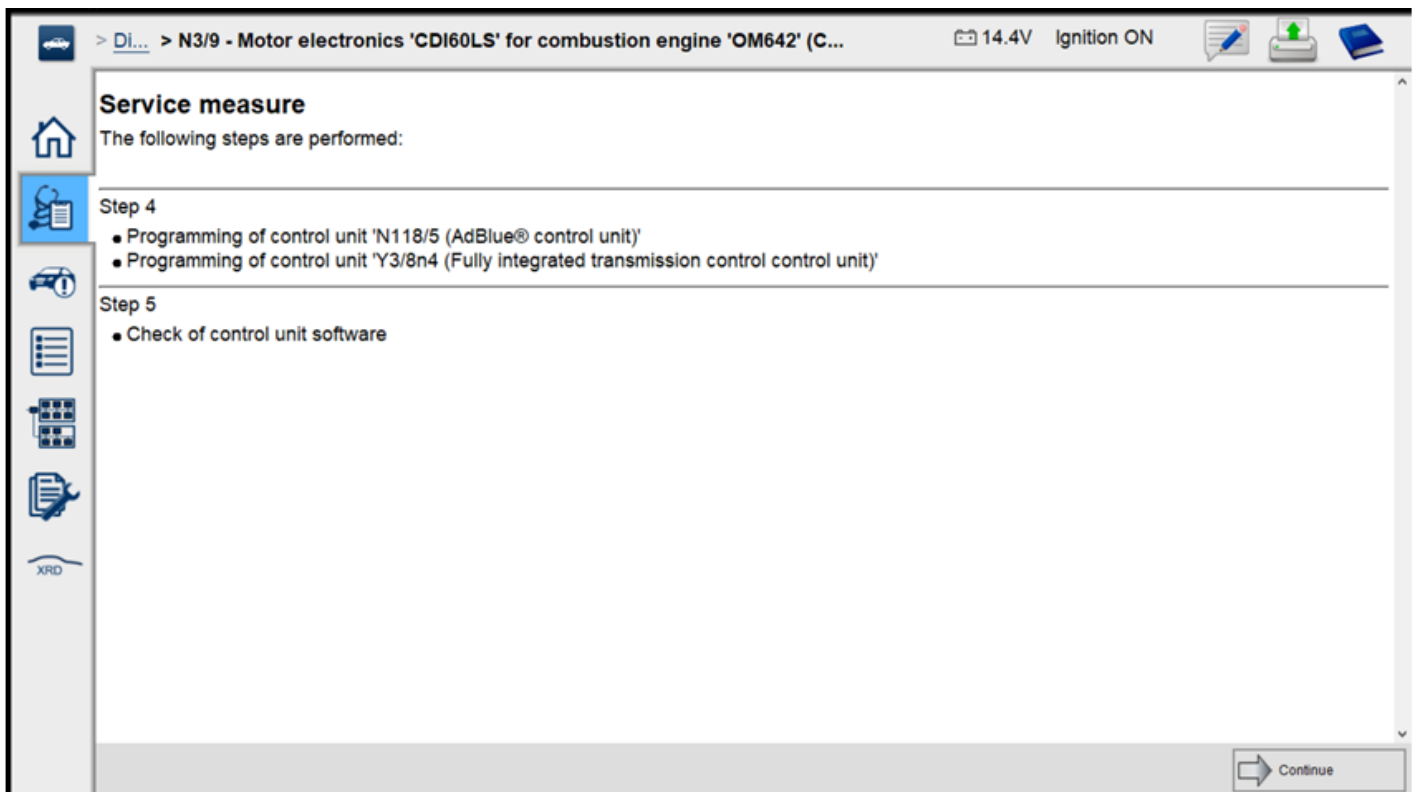 > Di... > N3/9 - Motor electronics 'CDI60LS' for combustion engine 'OM642' (C...
14.4V Ignition ON
Service measure
The following steps are performed:
Step 4
• Programming of control unit 'N118/5 (AdBlue® control unit)'
• Programming of control unit 'Y3/8n4 (Fully integrated transmission control control unit)'
Step 5
• Check of control unit software
XRD
Continue